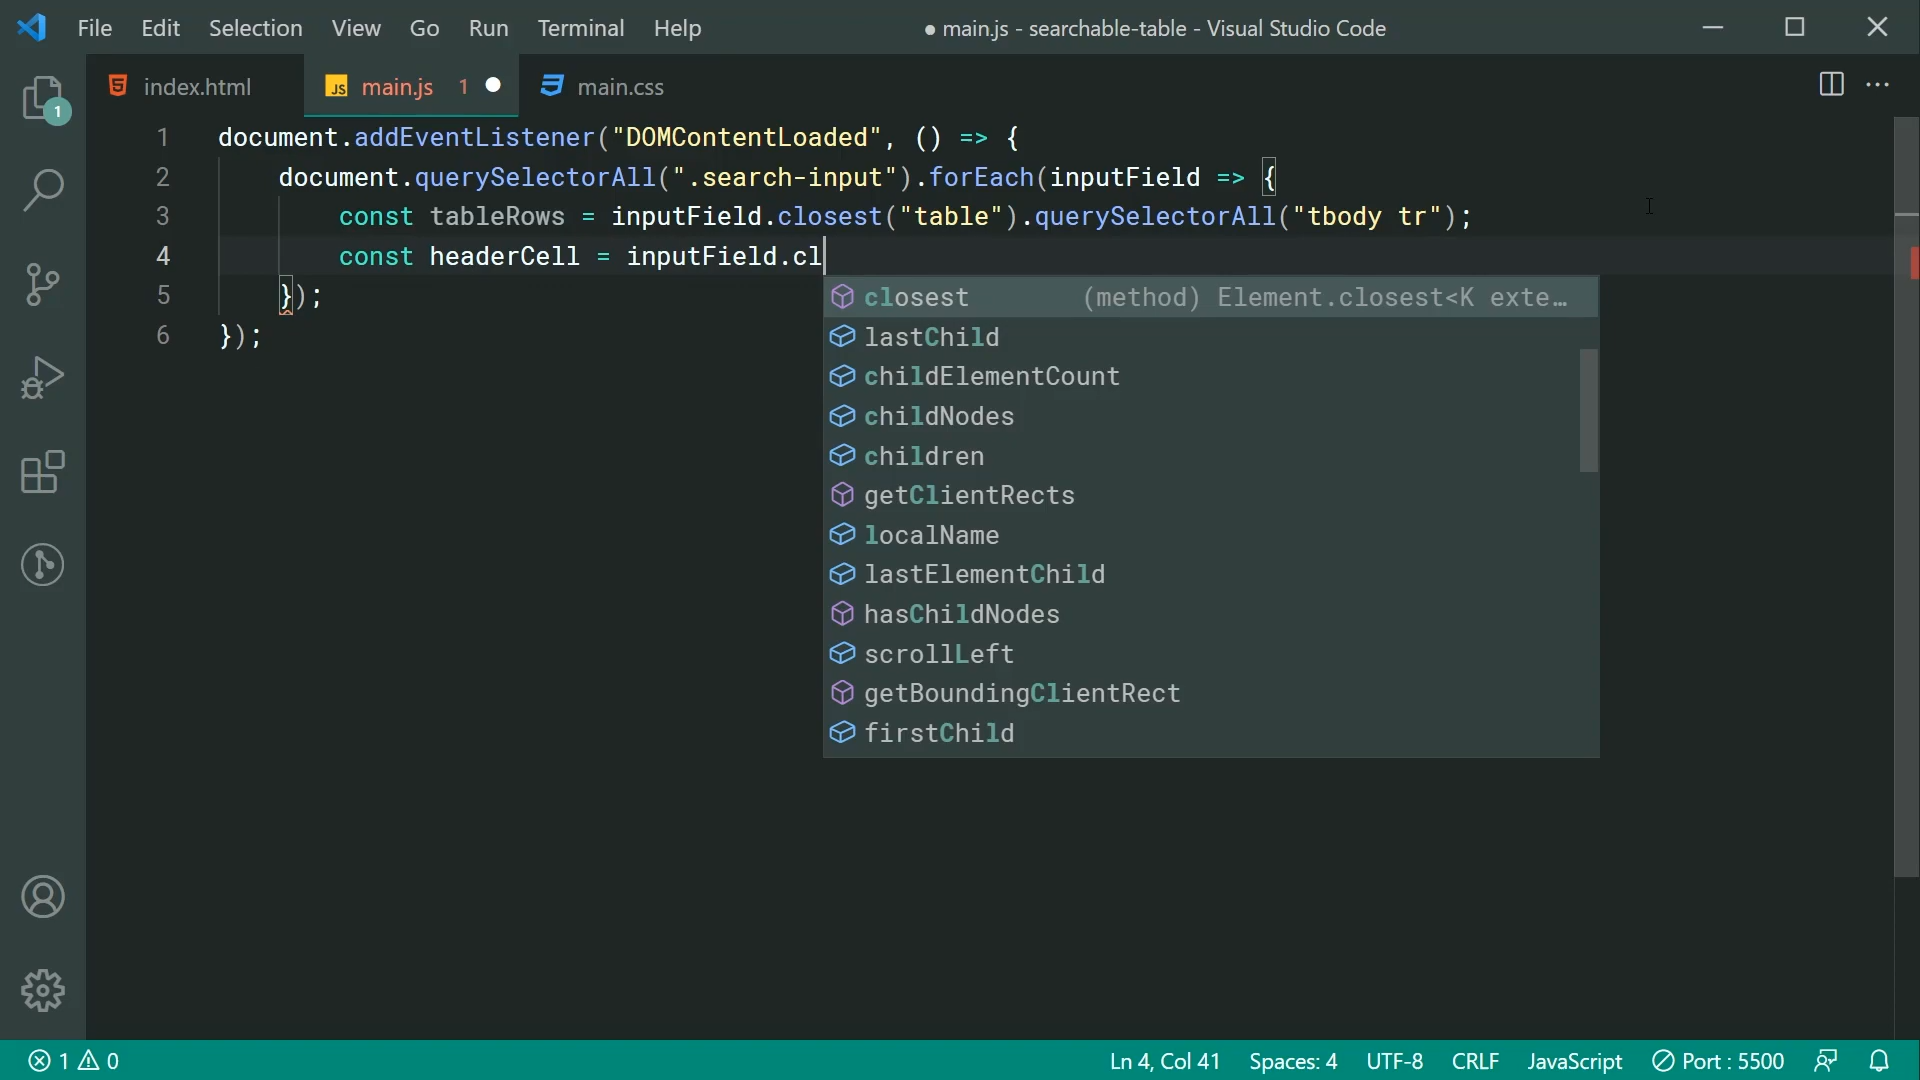 File Edit Selection View Go Run Terminal Help ● main.js - searchable-table - Visual Studio Code
index.html JS main.js 1 main.css
1
1 document.addEventListener("DOMContentLoaded", () => {
2 document.querySelectorAll(".search-input").forEach(inputField => {
3 const tableRows = inputField.closest("table").querySelectorAll("tbody tr");
4 const headerCell = inputField.cl
5 });
6 });
closest (method) Element.closest<K exte…
lastChild
childElementCount
childNodes
children
getClientRects
localName
lastElementChild
hasChildNodes
scrollLeft
getBoundingClientRect
firstChild
1 0 Ln 4, Col 41 Spaces: 4 UTF-8 CRLF JavaScript Port : 5500